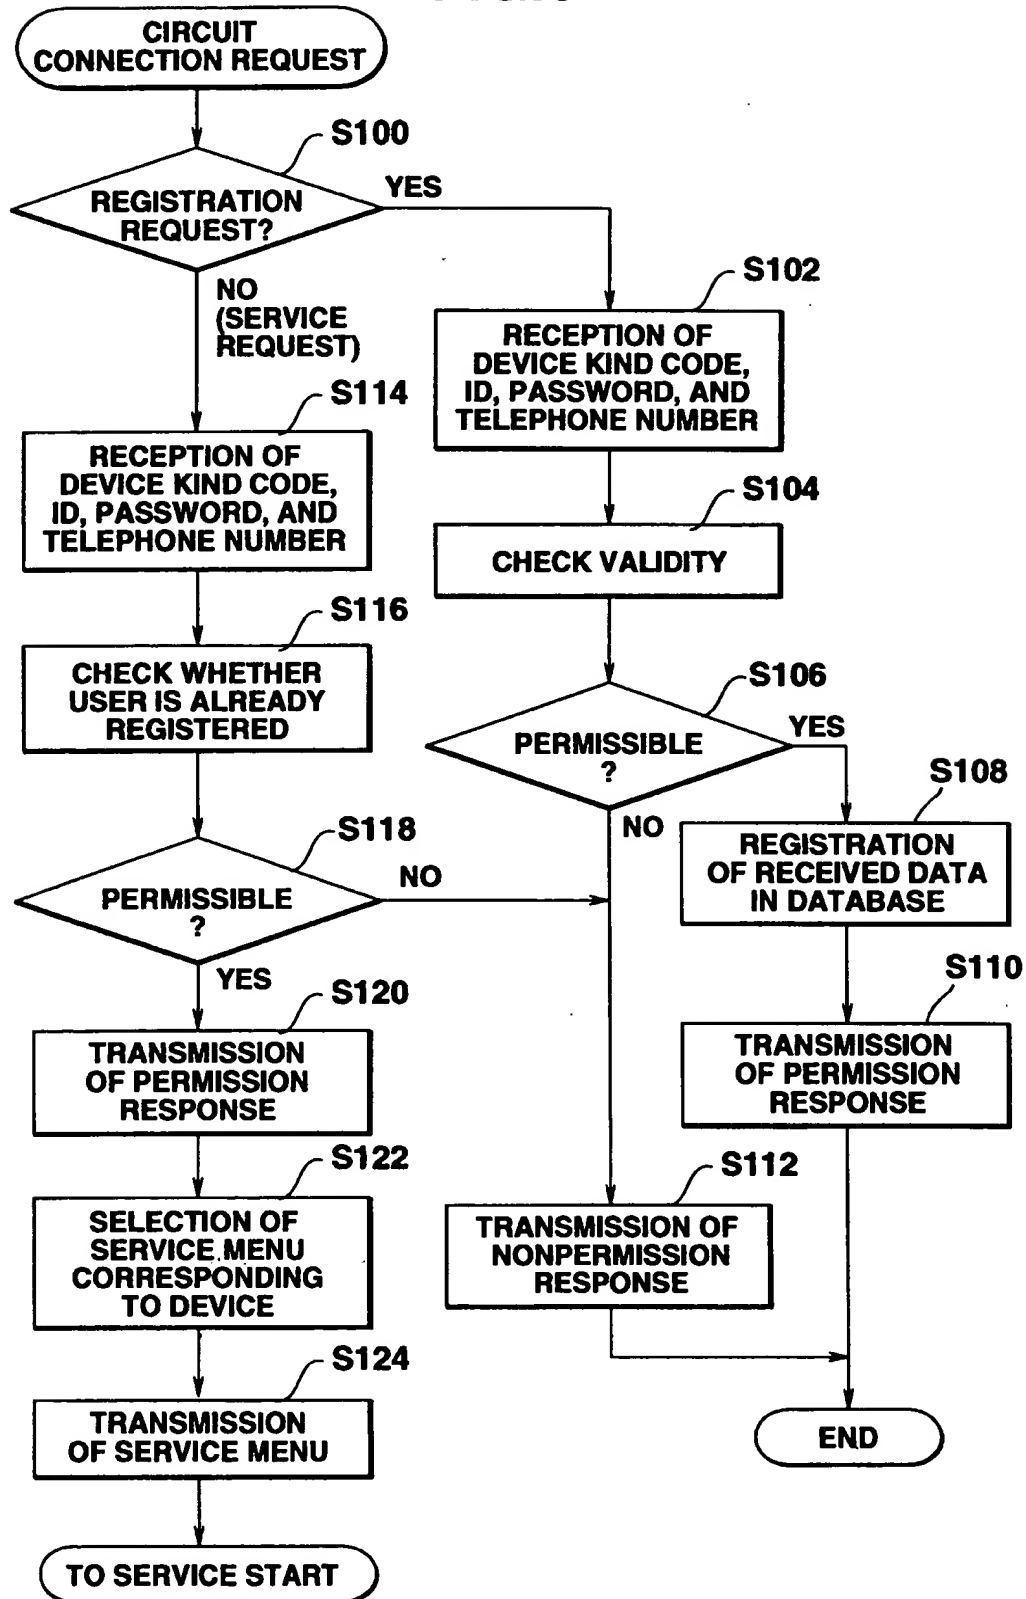 CIRCUIT
CONNECTION REQUEST
S100
REGISTRATION
REQUEST?
YES
NO
(SERVICE
REQUEST)
S102
RECEPTION OF
DEVICE KIND CODE,
ID, PASSWORD, AND
TELEPHONE NUMBER
S114
RECEPTION OF
DEVICE KIND CODE,
ID, PASSWORD, AND
TELEPHONE NUMBER
S104
CHECK VALIDITY
S116
CHECK WHETHER
USER IS ALREADY
REGISTERED
S106
PERMISSIBLE
?
YES
NO
S108
REGISTRATION
OF RECEIVED DATA
IN DATABASE
S118
PERMISSIBLE
?
NO
YES
S110
TRANSMISSION
OF PERMISSION
RESPONSE
S120
TRANSMISSION
OF PERMISSION
RESPONSE
S122
SELECTION OF
SERVICE MENU
CORRESPONDING
TO DEVICE
S112
TRANSMISSION OF
NONPERMISSION
RESPONSE
S124
TRANSMISSION
OF SERVICE MENU
END
TO SERVICE START